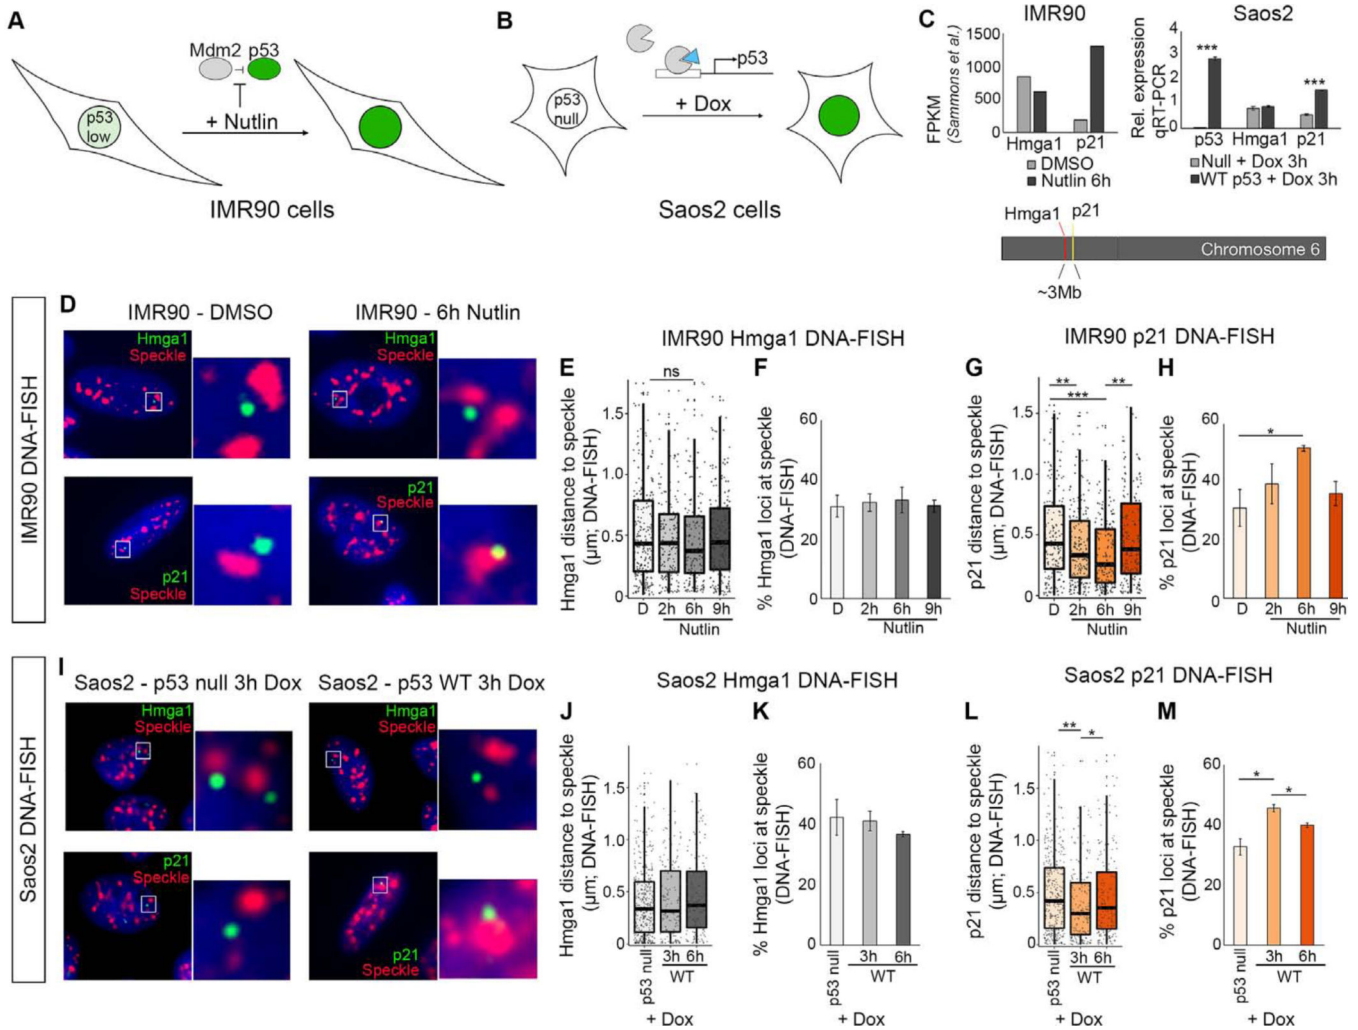 A
Mdm2 p53
p53
low
+ Nutlin
IMR90 cells
B
p53
null
p53
+ Dox
Saos2 cells
C
IMR90
FPKM
(Sammons et al.)
1500
1000
500
0
Hmga1 p21
DMSO
Nutlin 6h
Saos2
Rel. expression
qRT-PCR
4
3
2
1
0
***
***
p53 Hmga1 p21
Null + Dox 3h
WT p53 + Dox 3h
Hmga1 p21
Chromosome 6
~3Mb
IMR90 DNA-FISH
D
IMR90 - DMSO
IMR90 - 6h Nutlin
Hmga1
Speckle
Hmga1
Speckle
p21
Speckle
p21
Speckle
IMR90 Hmga1 DNA-FISH
E
Hmga1 distance to speckle
(µm; DNA-FISH)
1.5
1.0
0.5
0
ns
D 2h 6h 9h
Nutlin
F
% Hmga1 loci at speckle
(DNA-FISH)
60
40
20
0
D 2h 6h 9h
Nutlin
IMR90 p21 DNA-FISH
G
p21 distance to speckle
(µm; DNA-FISH)
1.5
1.0
0.5
0
** **
***
D 2h 6h 9h
Nutlin
H
% p21 loci at speckle
(DNA-FISH)
60
40
20
0
*
D 2h 6h 9h
Nutlin
Saos2 DNA-FISH
I
Saos2 - p53 null 3h Dox
Saos2 - p53 WT 3h Dox
Hmga1
Speckle
Hmga1
Speckle
p21
Speckle
p21
Speckle
Saos2 Hmga1 DNA-FISH
J
Hmga1 distance to speckle
(µm; DNA-FISH)
1.5
1.0
0.5
0
p53 null
3h 6h
WT
+ Dox
K
% Hmga1 loci at speckle
(DNA-FISH)
60
40
20
0
p53 null
3h 6h
WT
+ Dox
Saos2 p21 DNA-FISH
L
p21 distance to speckle
(µm; DNA-FISH)
1.5
1.0
0.5
0
**
*
p53 null
3h 6h
WT
+ Dox
M
% p21 loci at speckle
(DNA-FISH)
60
40
20
0
*
*
p53 null
3h 6h
WT
+ Dox